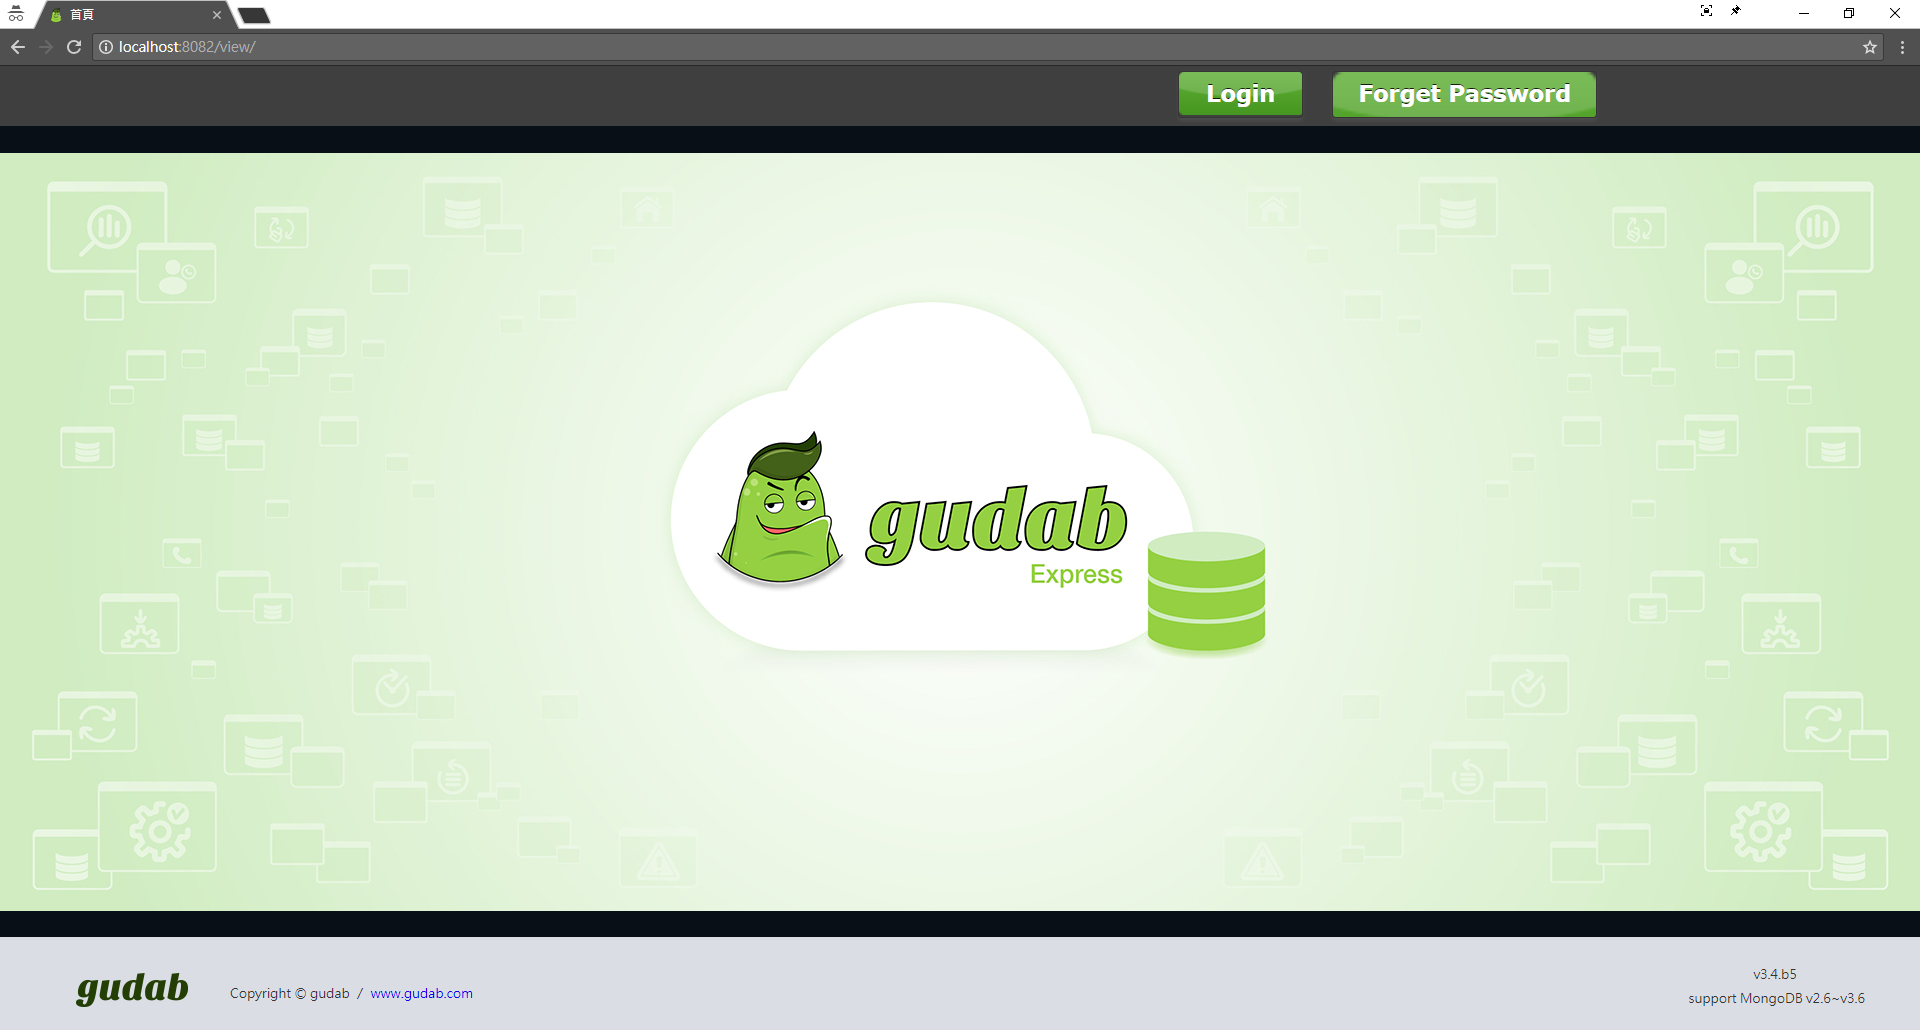 首頁
localhost:8082/view/
Login
Forget Password
gudab
Express
gudab
Copyright © gudab / www.gudab.com
v3.4.b5
support MongoDB v2.6~v3.6